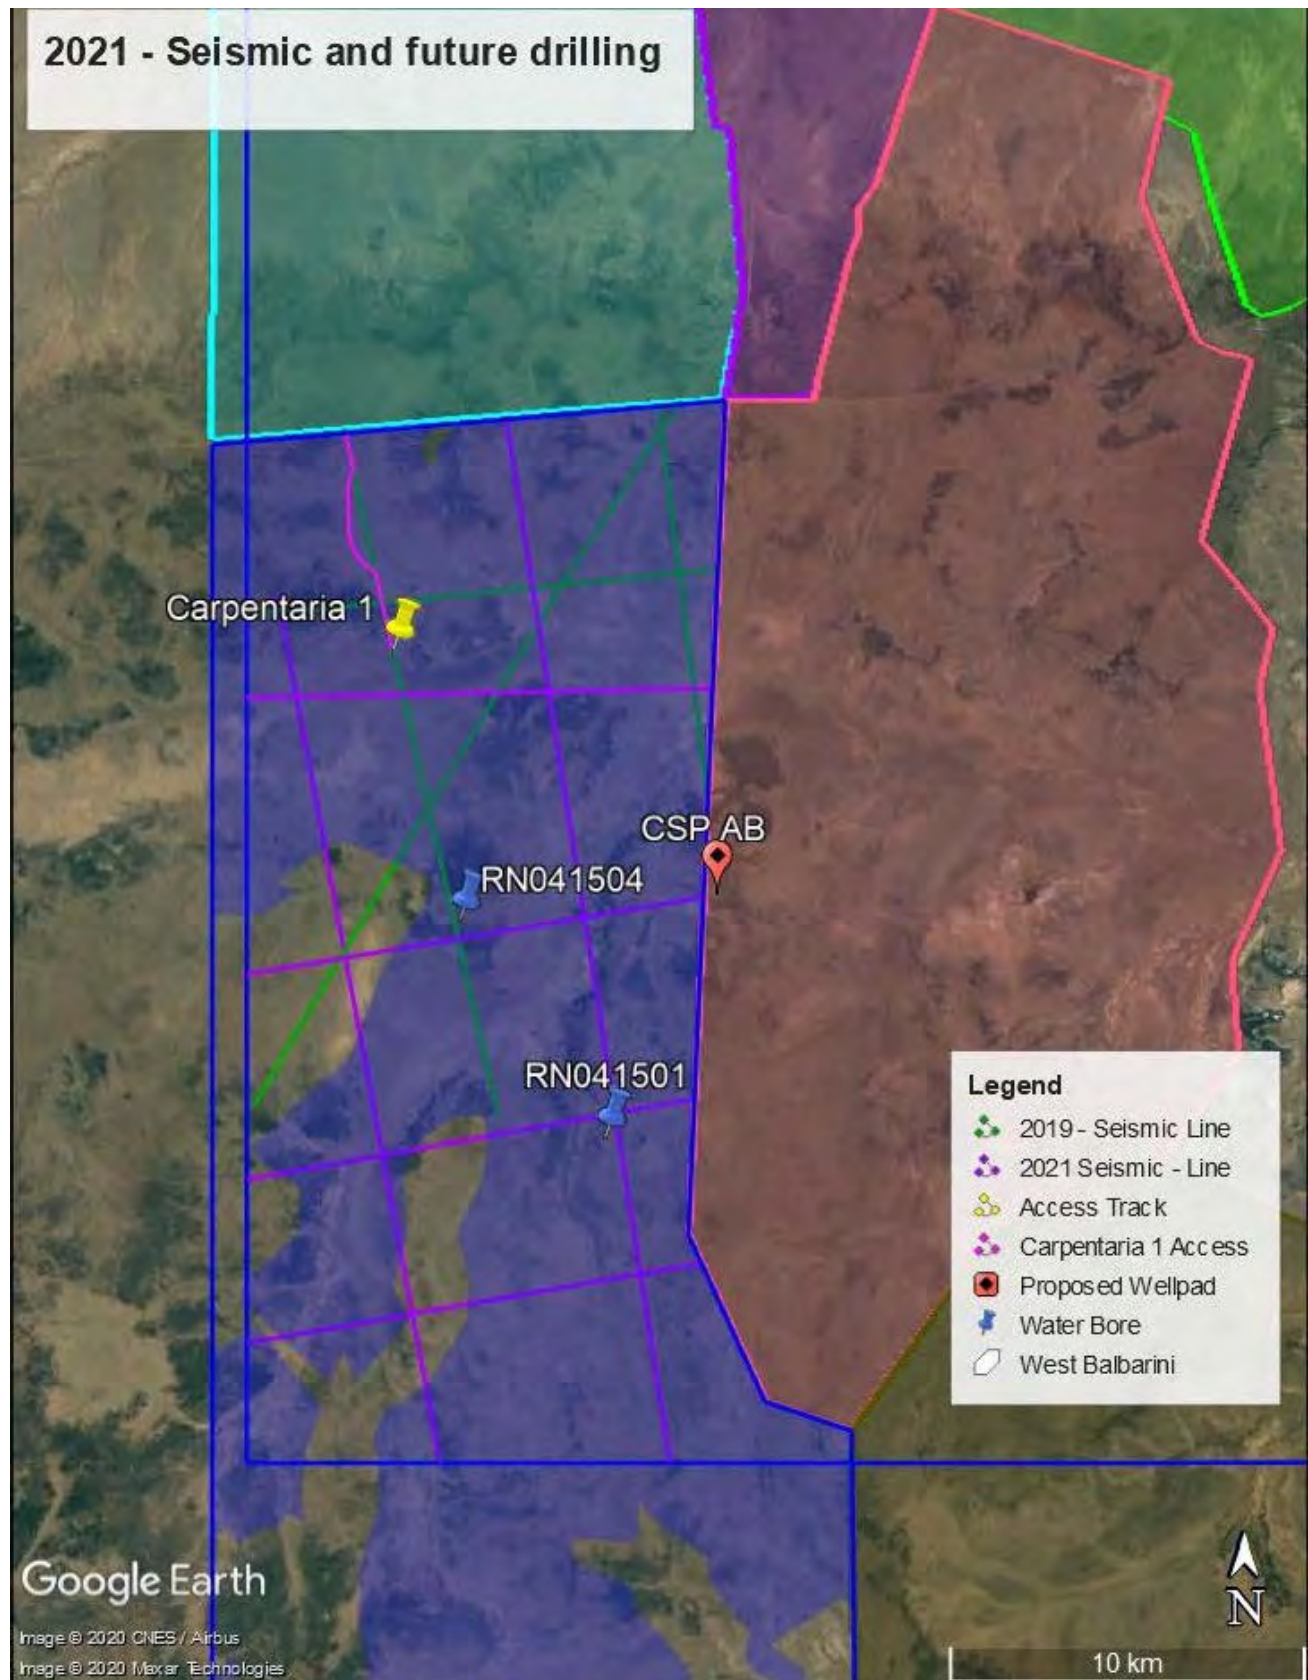 2021 - Seismic and future drilling
Carpentaria 1
CSP AB
RN041504
RN041501
Legend
2019 - Seismic Line
2021 Seismic - Line
Access Track
Carpentaria 1 Access
Proposed Wellpad
Water Bore
West Balbarini
Google Earth
N
Image © 2020 CNES / Airbus
Image © 2020 Maxar Technologies
10 km